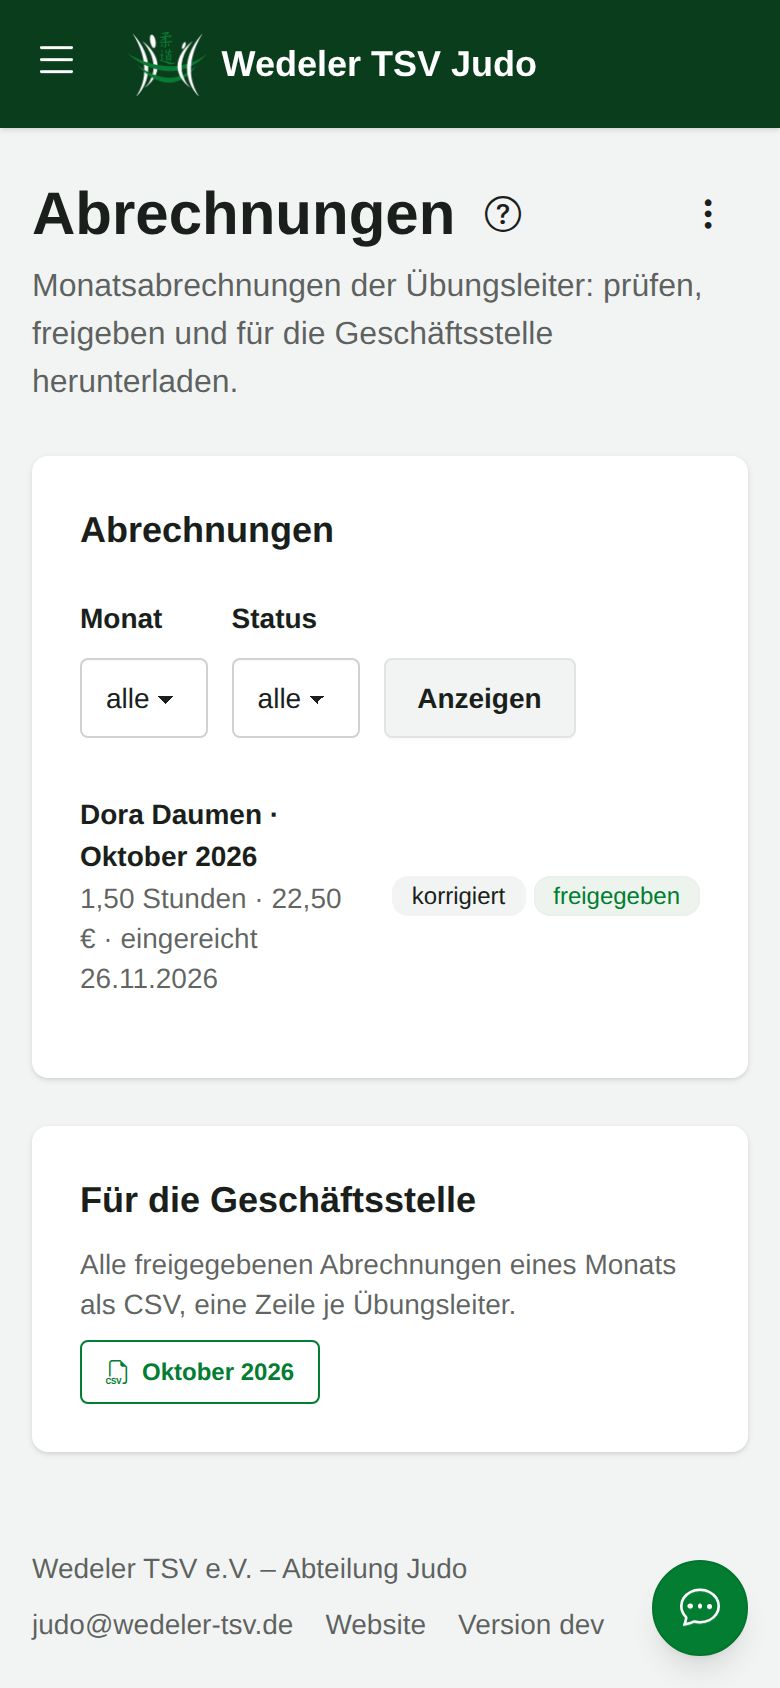 柔道
Wedeler TSV Judo
Abrechnungen ?
Monatsabrechnungen der Übungsleiter: prüfen,
freigeben und für die Geschäftsstelle
herunterladen.
Abrechnungen
Monat Status
alle alle Anzeigen
Dora Daumen ·
Oktober 2026
1,50 Stunden · 22,50
€ · eingereicht
26.11.2026
korrigiert freigegeben
Für die Geschäftsstelle
Alle freigegebenen Abrechnungen eines Monats
als CSV, eine Zeile je Übungsleiter.
CSV Oktober 2026
Wedeler TSV e.V. – Abteilung Judo
judo@wedeler-tsv.de Website Version dev